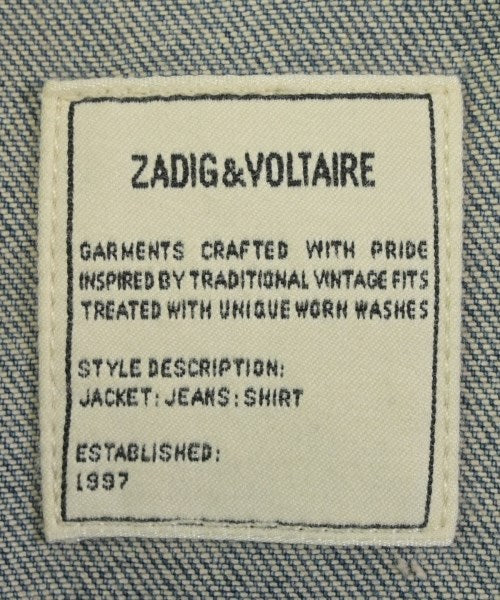 ZADIG&VOLTAIRE
GARMENTS CRAFTED WITH PRIDE
INSPIRED BY TRADITIONAL VINTAGE FITS
TREATED WITH UNIQUE WORN WASHES
STYLE DESCRIPTION:
JACKET: JEANS: SHIRT
ESTABLISHED:
1997